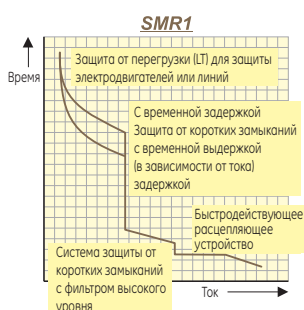 SMR1
Время
Защита от перегрузки (LT) для защиты
электродвигателей или линий
С временной задержкой
Защита от коротких замыканий
с временной выдержкой
(в зависимости от тока)
задержкой
Быстродействующее
расцепляющее
устройство
Система защиты от
коротких замыканий
с фильтром высокого
уровня
Ток